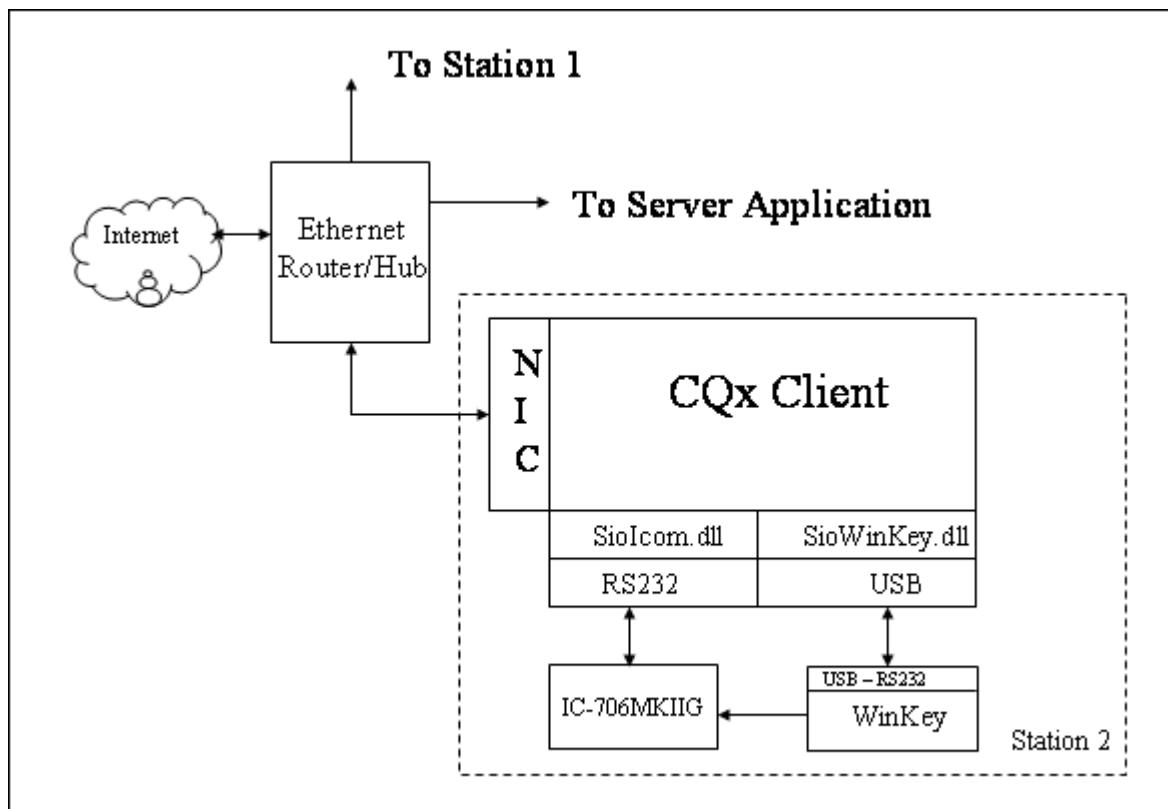 To Station 1
To Server Application
Internet
Ethernet
Router/Hub
N
I
C
CQx Client
SioIcom.dll
SioWinKey.dll
RS232
USB
IC-706MKIIG
USB – RS232
WinKey
Station 2